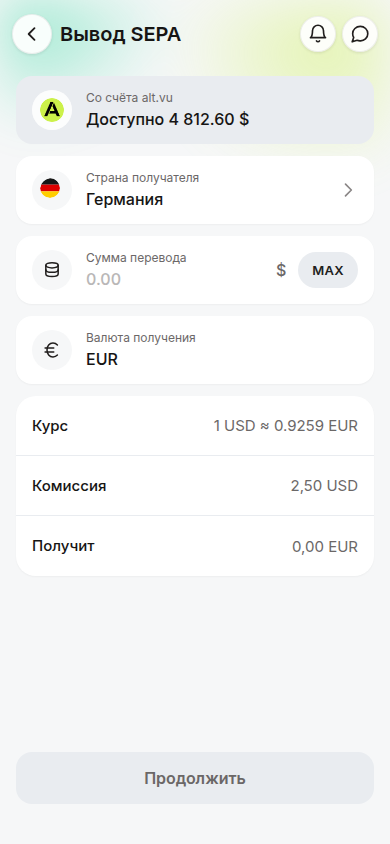 Вывод SEPA
Со счёта alt.vu
Доступно 4 812.60 $
Страна получателя
Германия
Сумма перевода
0.00 $ MAX
Валюта получения
EUR
Курс 1 USD ≈ 0.9259 EUR
Комиссия 2,50 USD
Получит 0,00 EUR
Продолжить